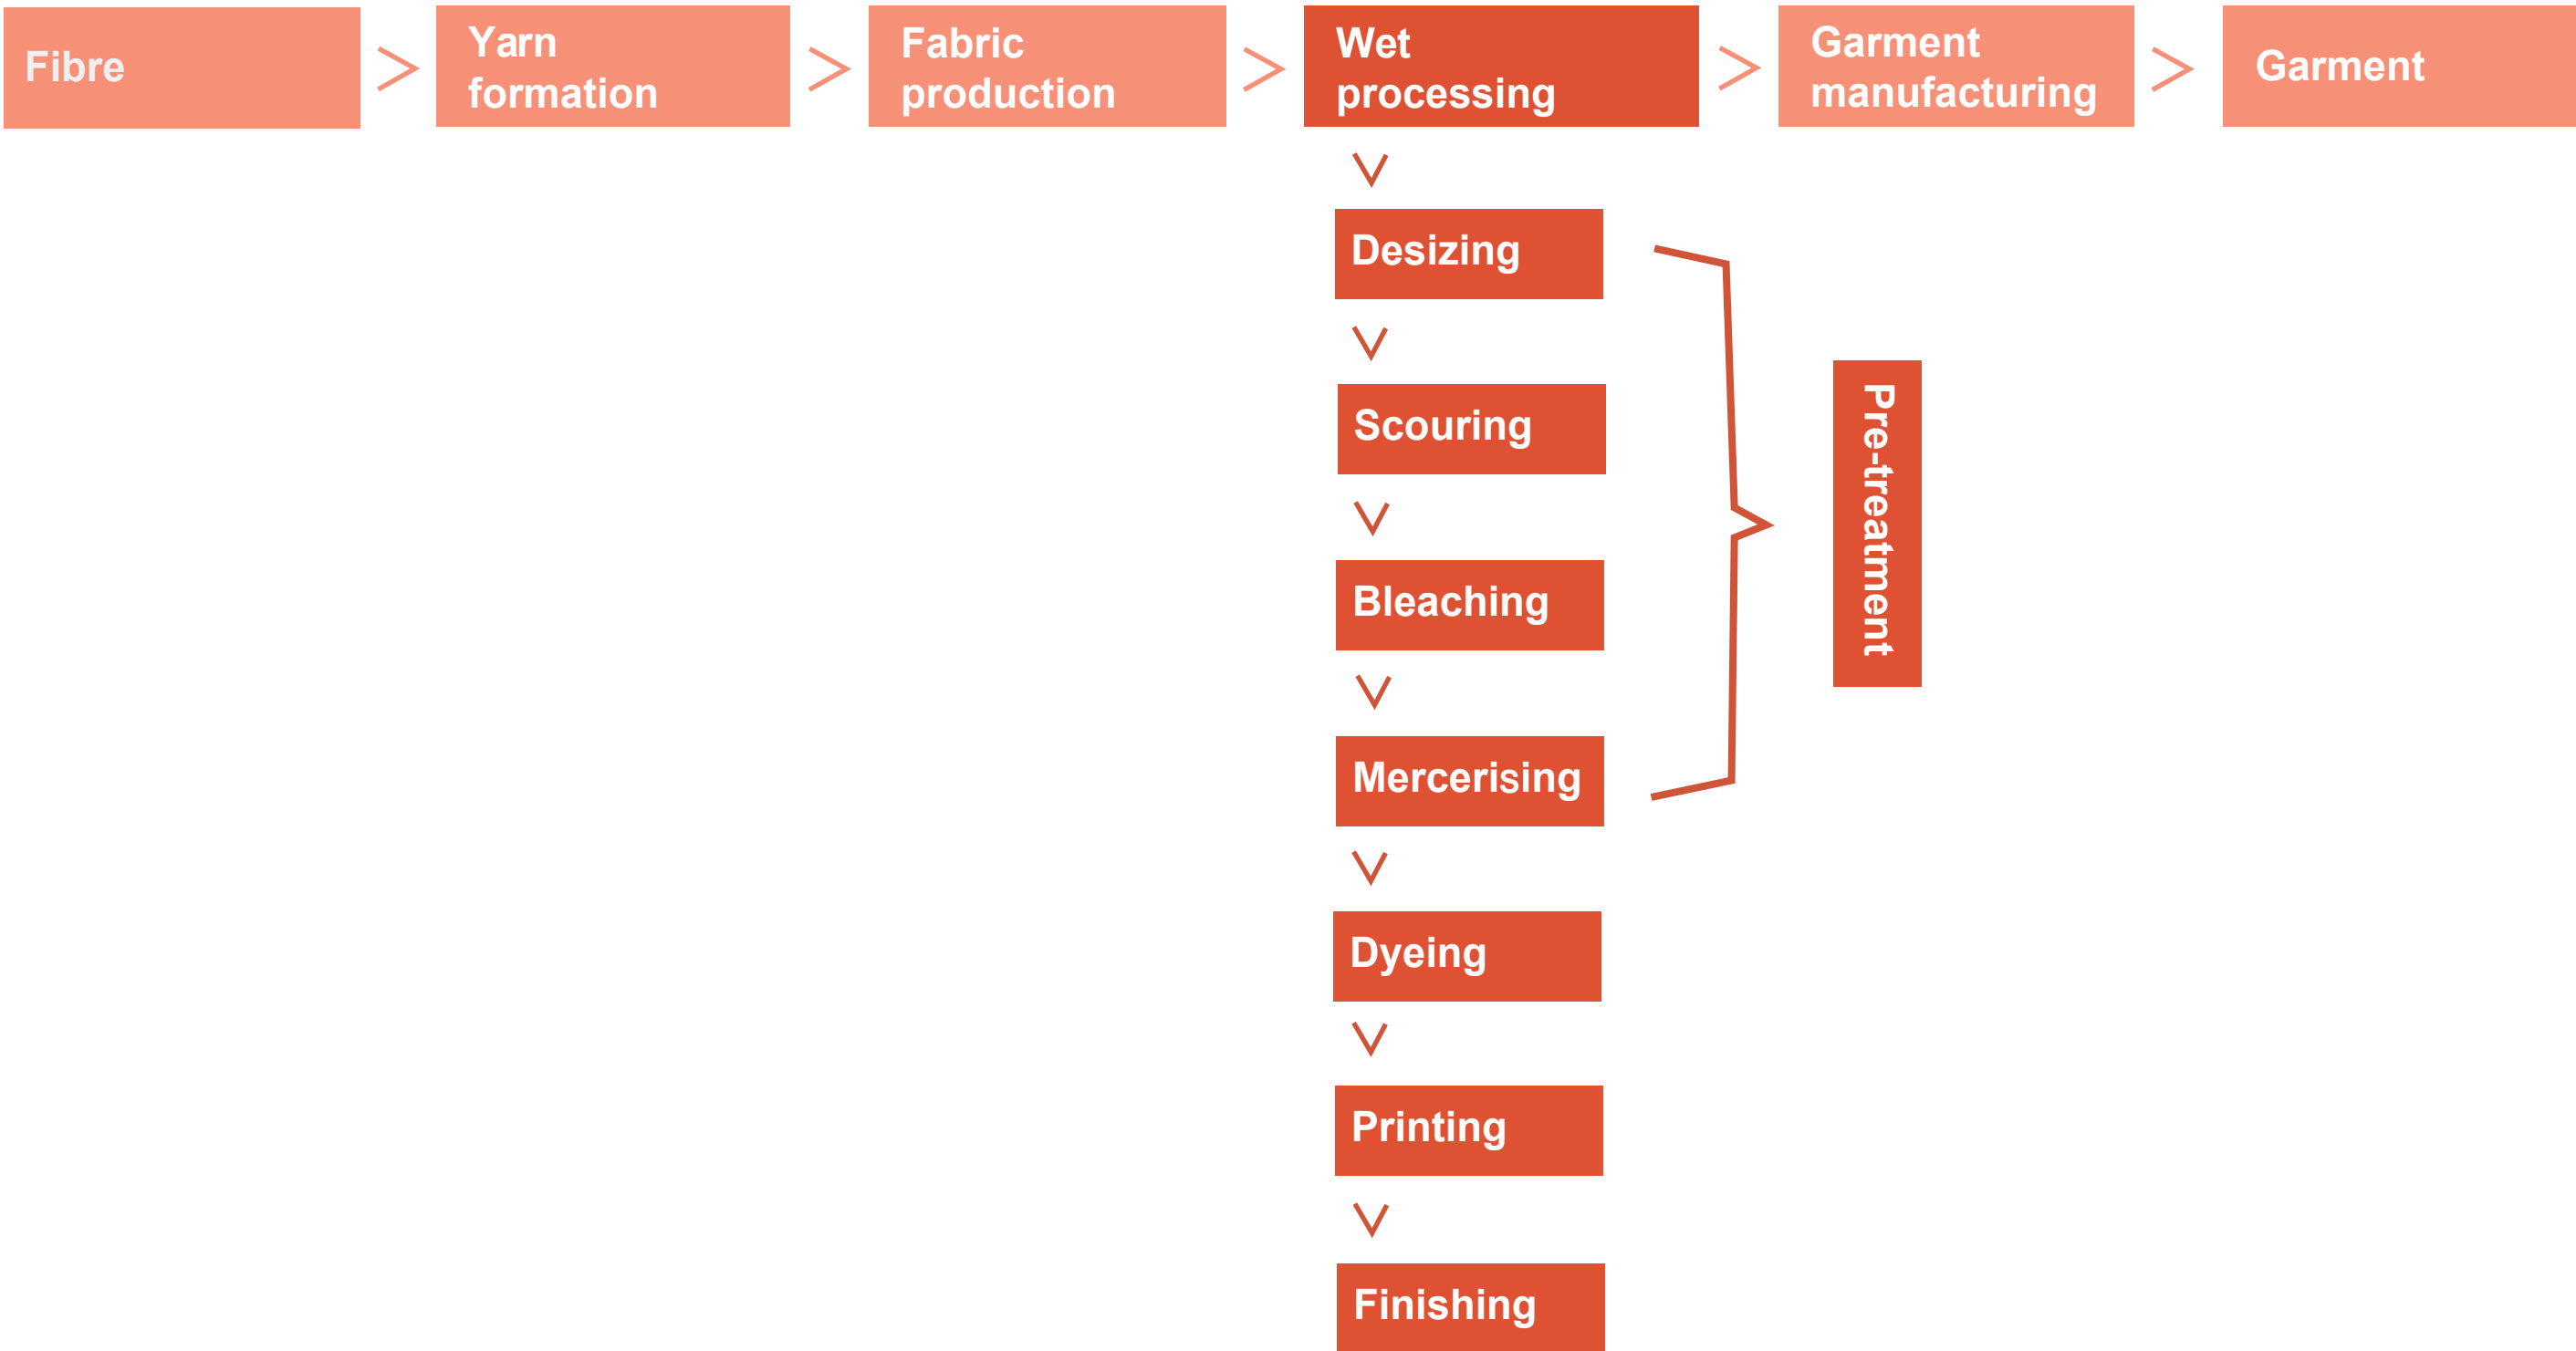 Fibre
Yarn
formation
Fabric
production
Wet
processing
Garment
manufacturing
Garment
Desizing
Scouring
Bleaching
Mercerising
Pre-treatment
Dyeing
Printing
Finishing